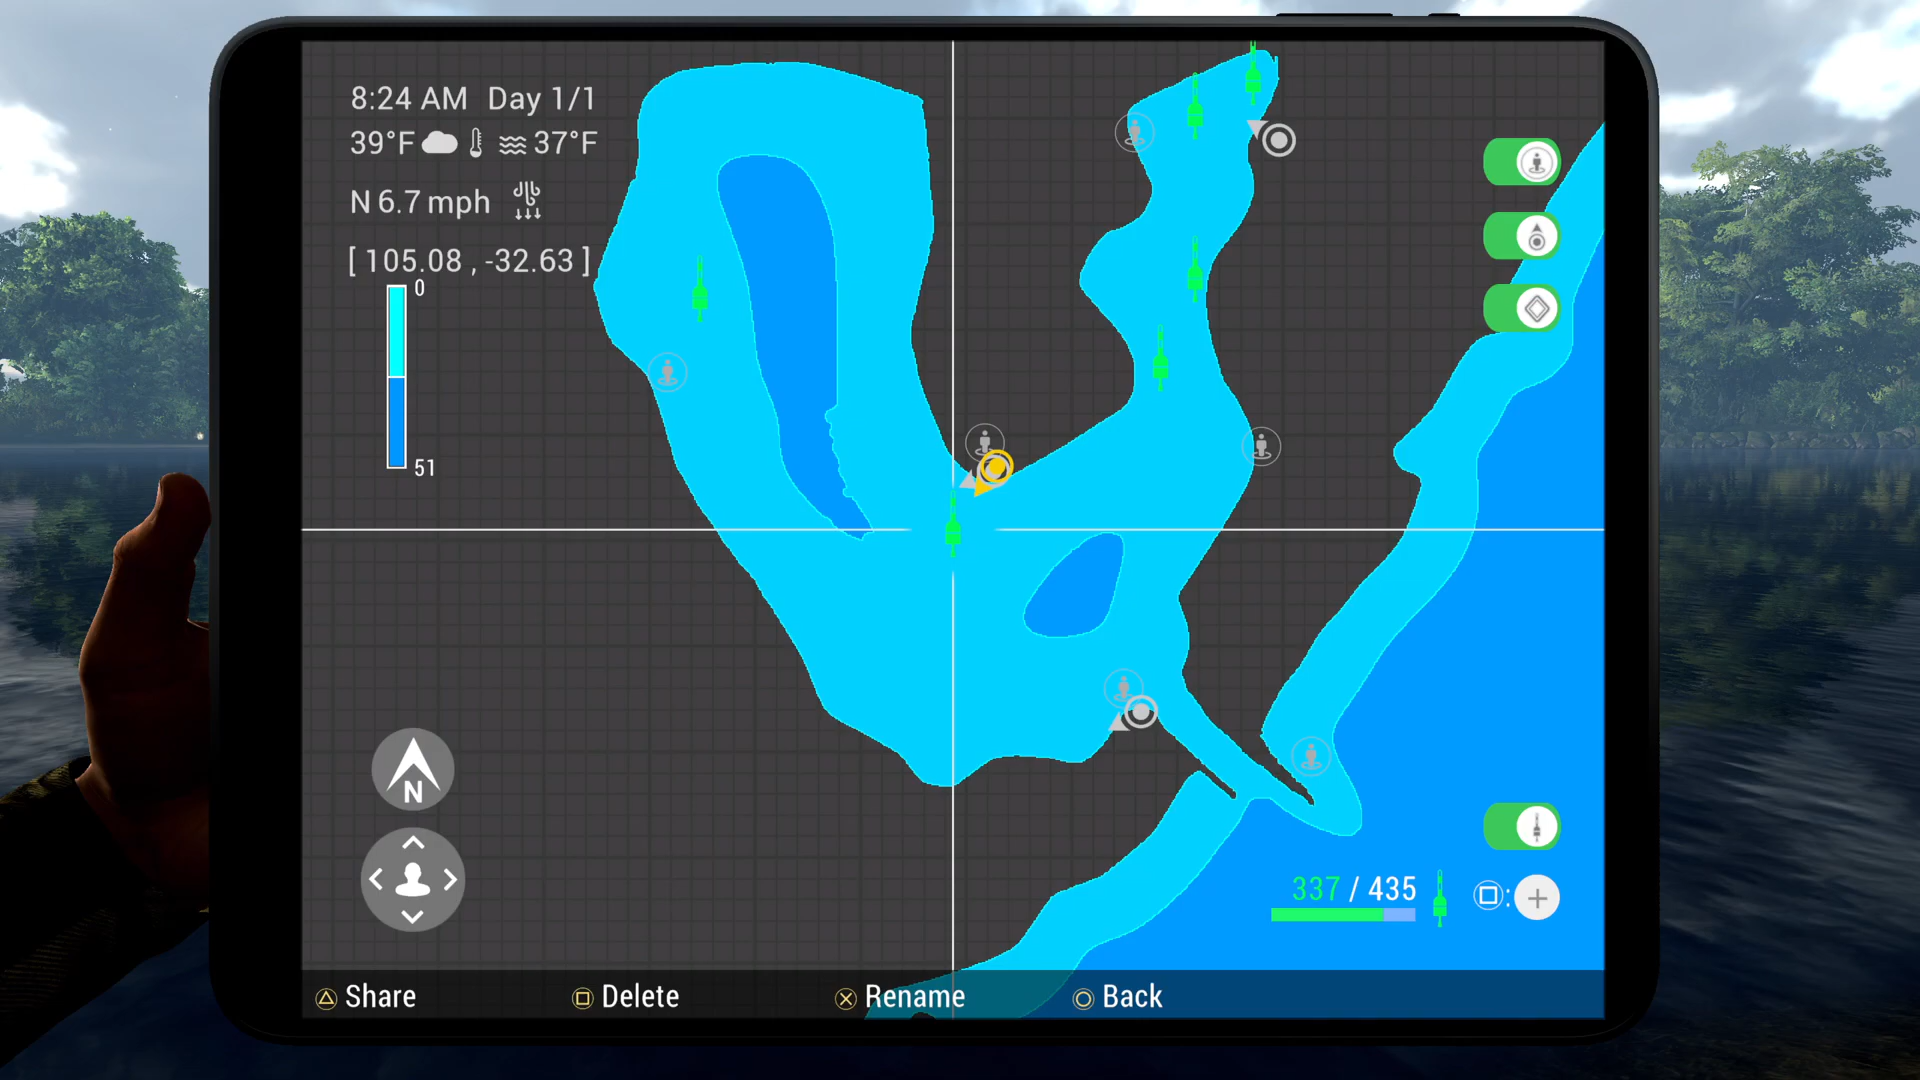 8:24 AM Day 1/1
39°F 37°F
N 6.7 mph
[ 105.08 , -32.63 ]
0
51
N
337 / 435
:
Share Delete Rename Back